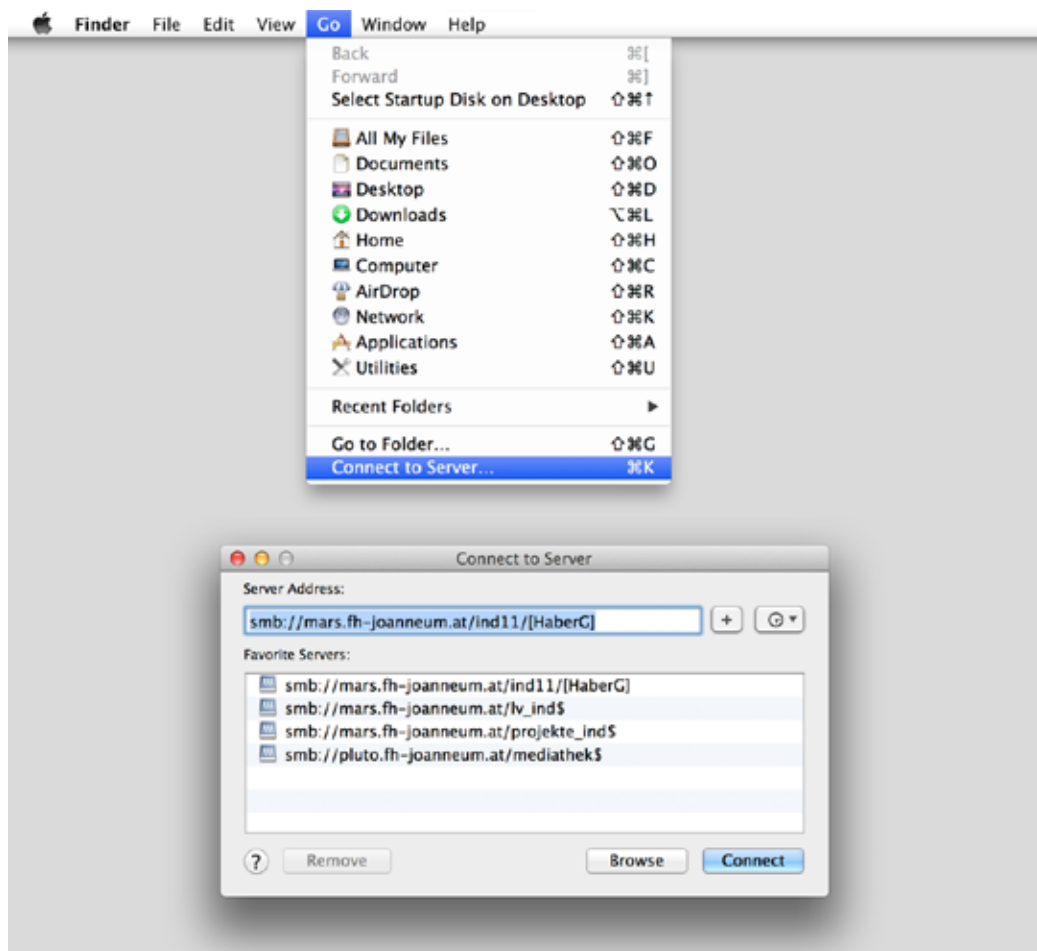 Finder File Edit View Go Window Help
Back ⌘[
Forward ⌘]
Select Startup Disk on Desktop ⇧⌘↑
All My Files ⇧⌘F
Documents ⇧⌘O
Desktop ⇧⌘D
Downloads ⌥⌘L
Home ⇧⌘H
Computer ⇧⌘C
AirDrop ⇧⌘R
Network ⇧⌘K
Applications ⇧⌘A
Utilities ⇧⌘U
Recent Folders
Go to Folder... ⇧⌘G
Connect to Server... ⌘K
Connect to Server
Server Address:
smb://mars.fh-joanneum.at/ind11/[HaberG]
Favorite Servers:
smb://mars.fh-joanneum.at/ind11/[HaberG]
smb://mars.fh-joanneum.at/lv_ind$
smb://mars.fh-joanneum.at/projekte_ind$
smb://pluto.fh-joanneum.at/mediathek$
? Remove Browse Connect